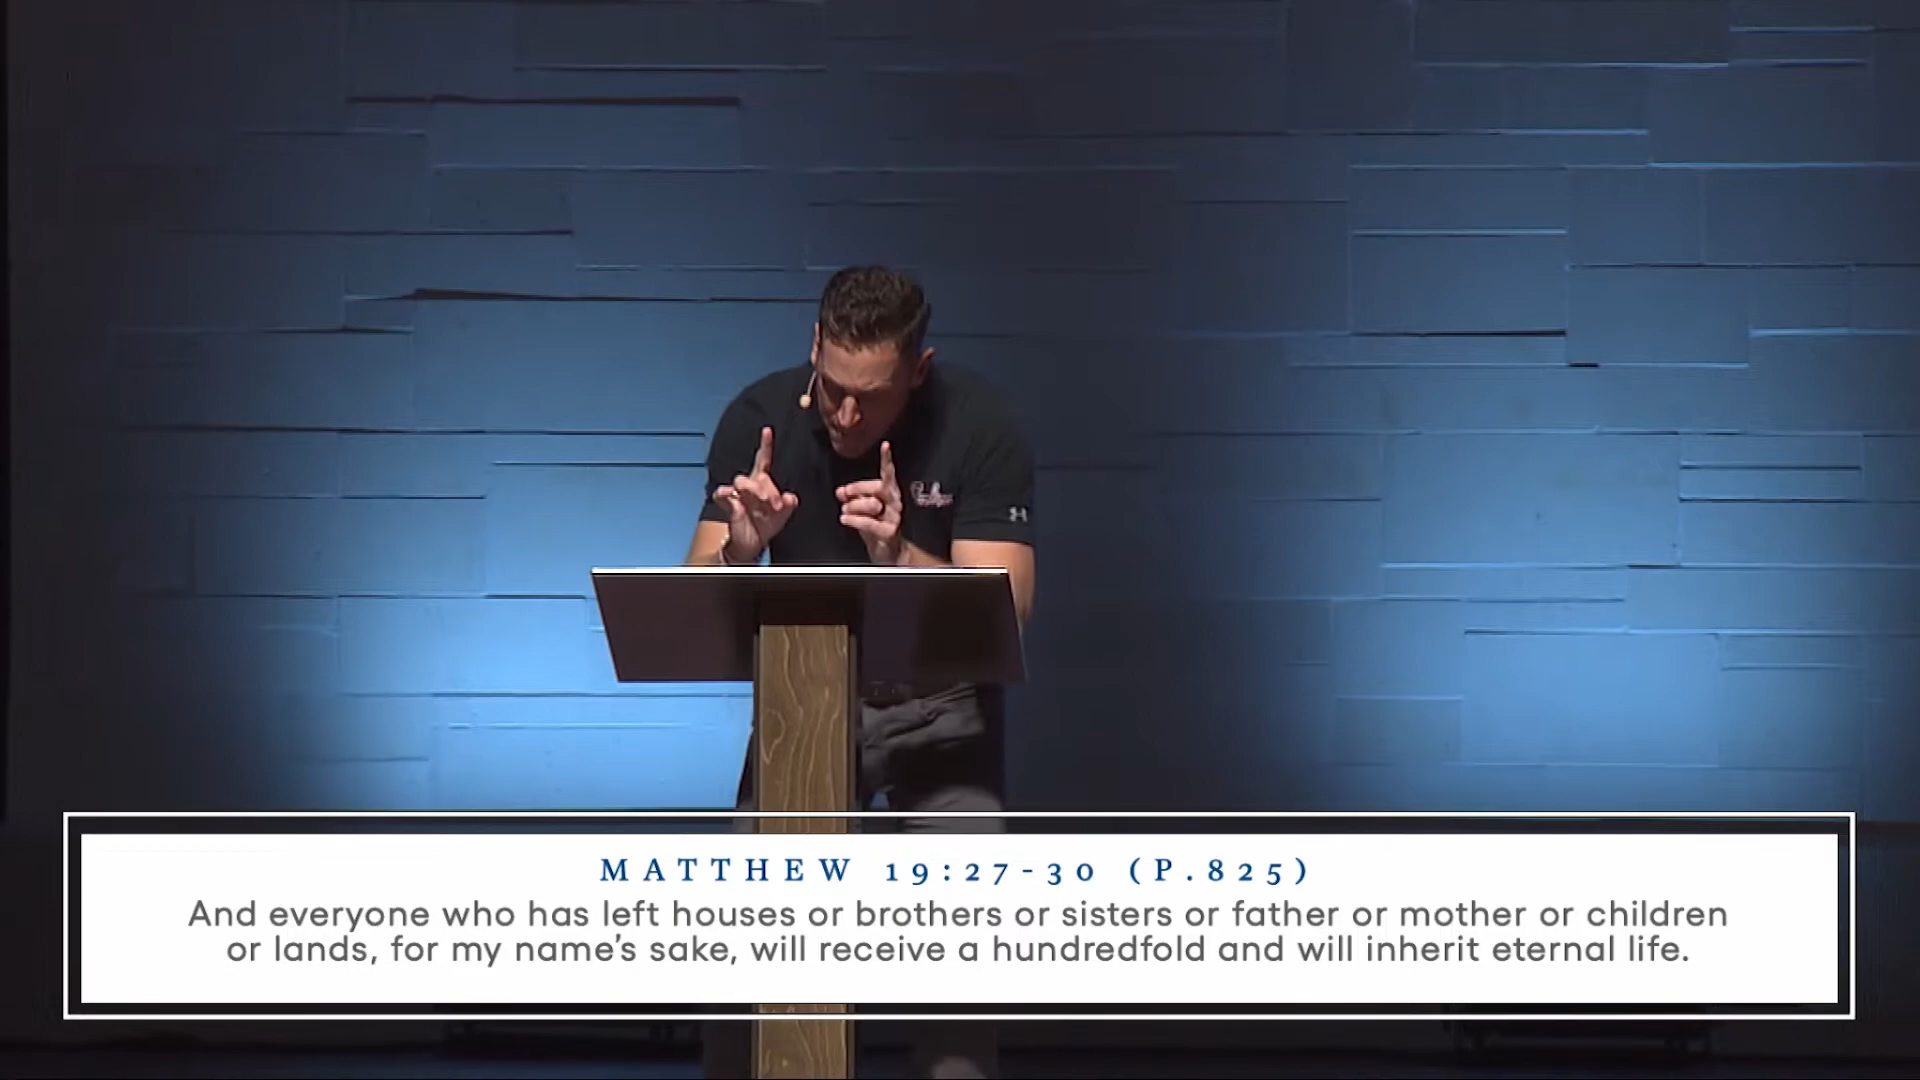 MATTHEW 19:27-30 (P.825)
And everyone who has left houses or brothers or sisters or father or mother or children
or lands, for my name's sake, will receive a hundredfold and will inherit eternal life.